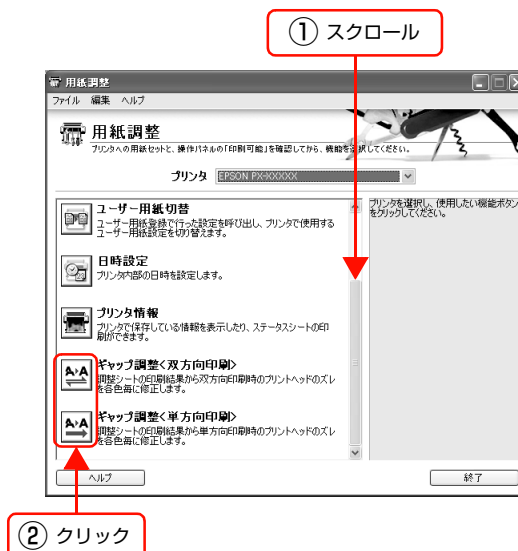 ① スクロール
用紙調整
ファイル 編集 ヘルプ
用紙調整
プリンタへの用紙セットと、操作パネルの「印刷可能」を確認してから、機能を選択してください。
プリンタ EPSON PX-XXXXX
ユーザー用紙切替
ユーザー用紙登録で行った設定を呼び出し、プリンタで使用する
ユーザー用紙設定を切り替えます。
日時設定
プリンタ内部の日時を設定します。
プリンタ情報
プリンタで保存している情報を表示したり、ステータスシートの印
刷ができます。
ギャップ調整<双方向印刷>
調整シートの印刷結果から双方向印刷時のプリントヘッドのズレ
を各色毎に修正します。
ギャップ調整<単方向印刷>
調整シートの印刷結果から単方向印刷時のプリントヘッドのズレ
を各色毎に修正します。
プリンタを選択し、使用したい機能ボタン
をクリックしてください。
ヘルプ
終了
② クリック